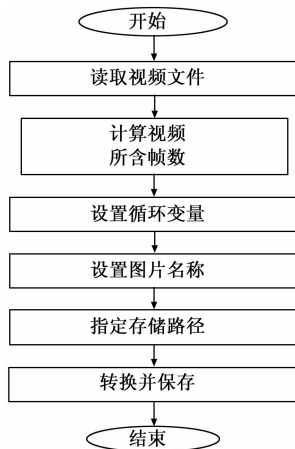 开始
读取视频文件
计算视频
所含帧数
设置循环变量
设置图片名称
指定存储路径
转换并保存
结束